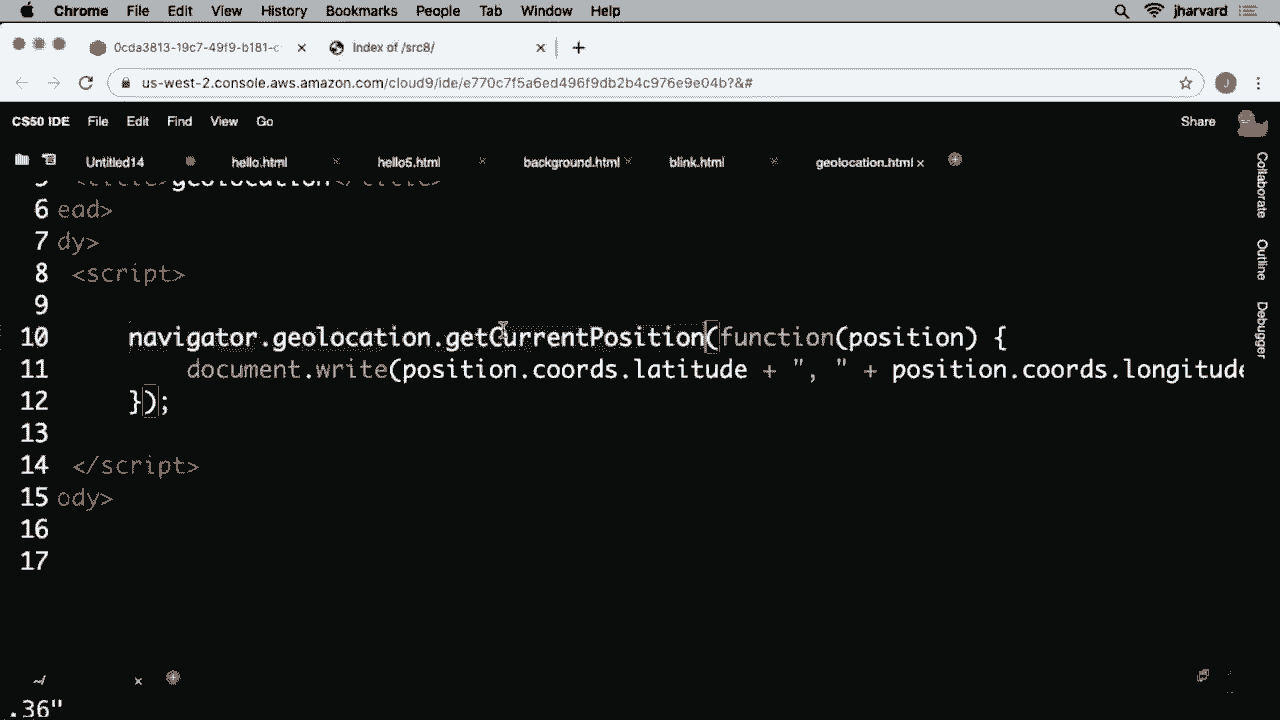 Chrome File Edit View History Bookmarks People Tab Window Help jharvard
0cda3813-19c7-49f9-b181-c Index of /src8/
us-west-2.console.aws.amazon.com/cloud9/ide/e770c7f5a6ed496f9db2b4c976e9e04b?&#
J
CS50 IDE File Edit Find View Go Share
Untitled14 hello.html hello5.html background.html blink.html geolocation.html
Collaborate
Outline
Debugger
5 <title>geolocation</title>
6 ead>
7 dy>
8 <script>
9
10 navigator.geolocation.getCurrentPosition(function(position) {
11 document.write(position.coords.latitude + ", " + position.coords.longitude
12 });
13
14 </script>
15 ody>
16
17
~/
.36"